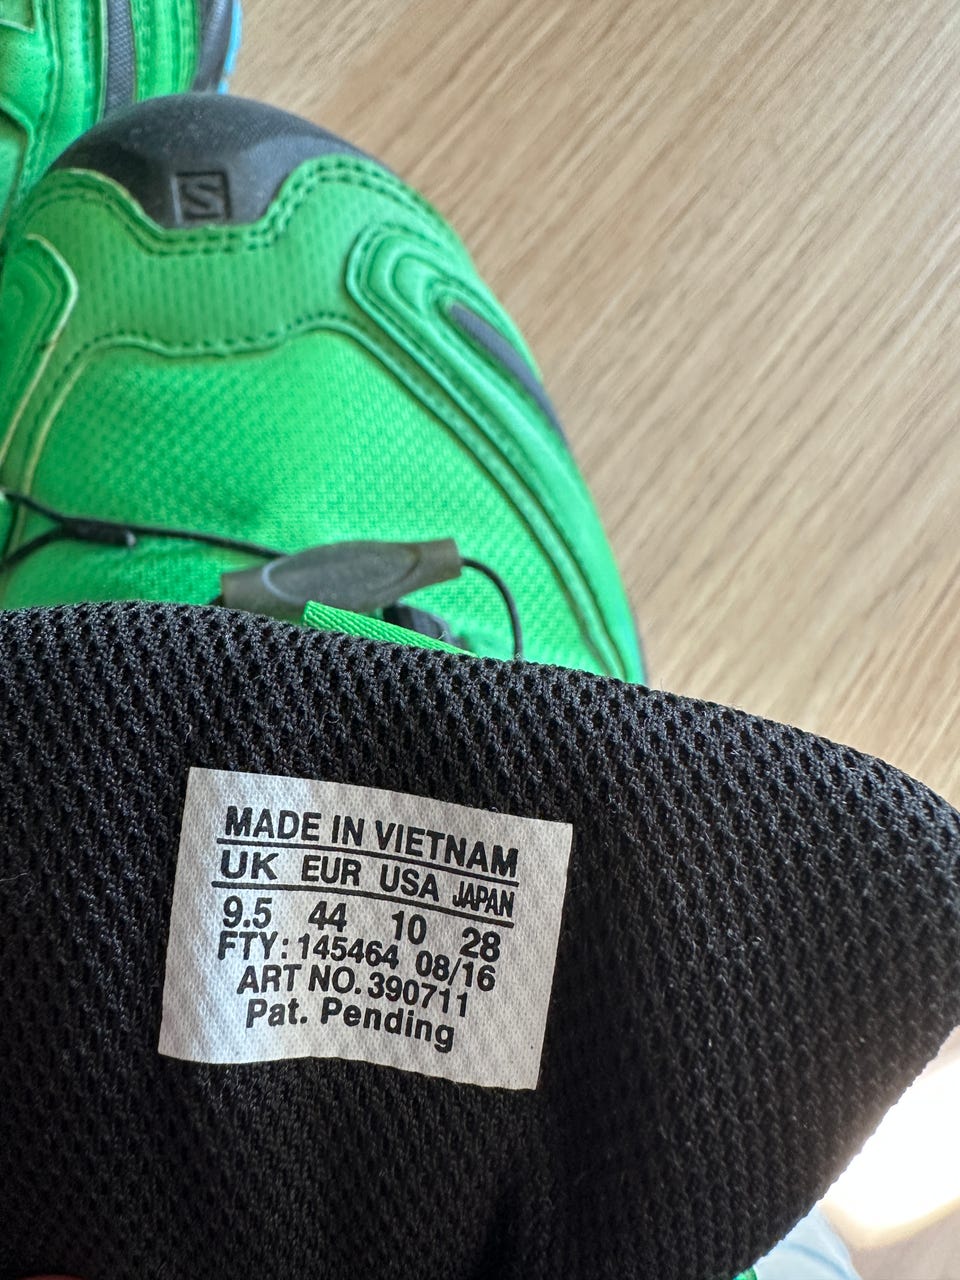 S
MADE IN VIETNAM
UK EUR USA JAPAN
9.5 44 10 28
FTY: 145464 08/16
ART NO. 390711
Pat. Pending